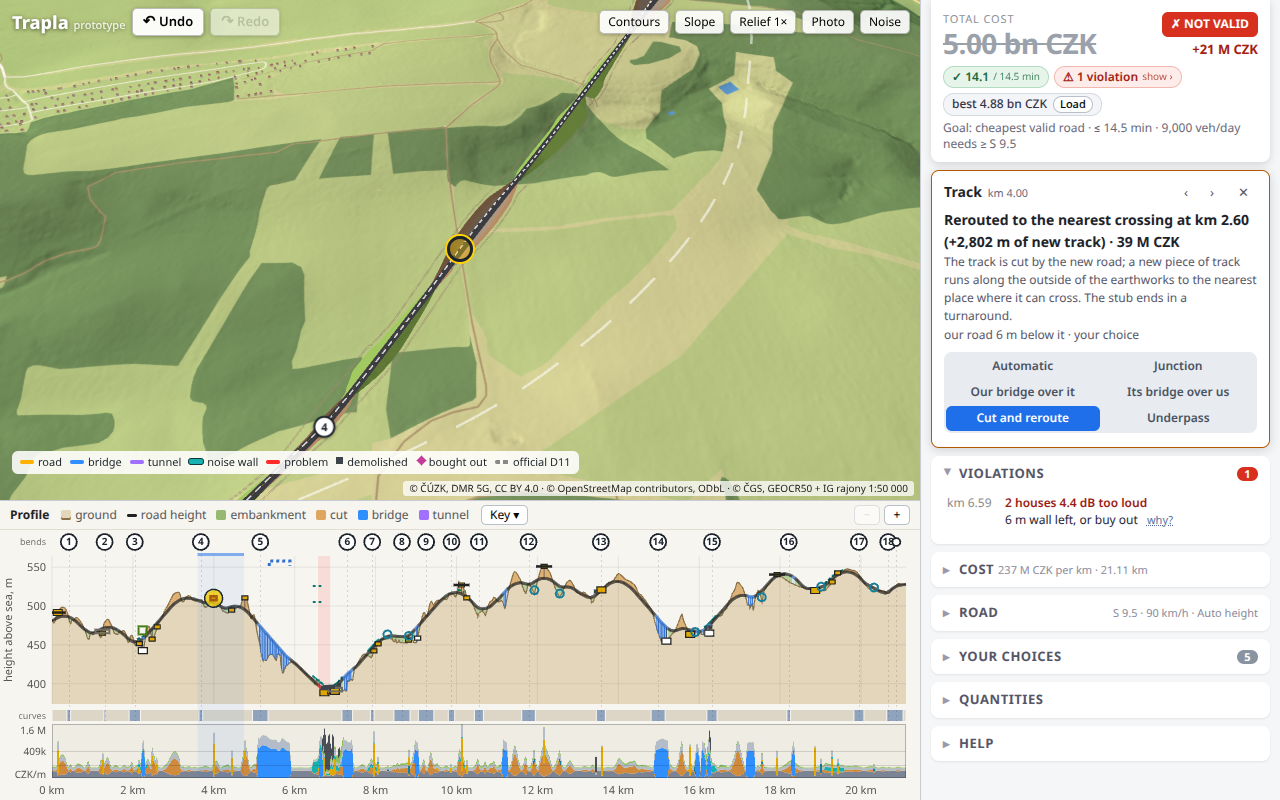 Trapla prototype
↶ Undo
↷ Redo
Contours
Slope
Relief 1×
Photo
Noise
4
road
bridge
tunnel
noise wall
problem
demolished
bought out
official D11
© ČÚZK, DMR 5G, CC BY 4.0 · © OpenStreetMap contributors, ODbL · © ČGS, GEOCR50 + IG rajony 1:50 000
Profile
ground
road height
embankment
cut
bridge
tunnel
Key ▾
−
+
bends
1 2 3 4 5 6 7 8 9 10 11 12 13 14 15 16 17 18
height above sea, m
550
500
450
400
curves
1.6 M
409k
CZK/m
0 km 2 km 4 km 6 km 8 km 10 km 12 km 14 km 16 km 18 km 20 km
TOTAL COST
5.00 bn CZK
✗ NOT VALID
+21 M CZK
✓ 14.1 / 14.5 min
⚠ 1 violation show ›
best 4.88 bn CZK Load
Goal: cheapest valid road · ≤ 14.5 min · 9,000 veh/day
needs ≥ S 9.5
Track km 4.00
‹ › ✕
Rerouted to the nearest crossing at km 2.60
(+2,802 m of new track) · 39 M CZK
The track is cut by the new road; a new piece of track
runs along the outside of the earthworks to the nearest
place where it can cross. The stub ends in a
turnaround.
our road 6 m below it · your choice
Automatic
Junction
Our bridge over it
Its bridge over us
Cut and reroute
Underpass
VIOLATIONS
1
km 6.59
2 houses 4.4 dB too loud
6 m wall left, or buy out why?
COST 237 M CZK per km · 21.11 km
ROAD
S 9.5 · 90 km/h · Auto height
YOUR CHOICES
5
QUANTITIES
HELP